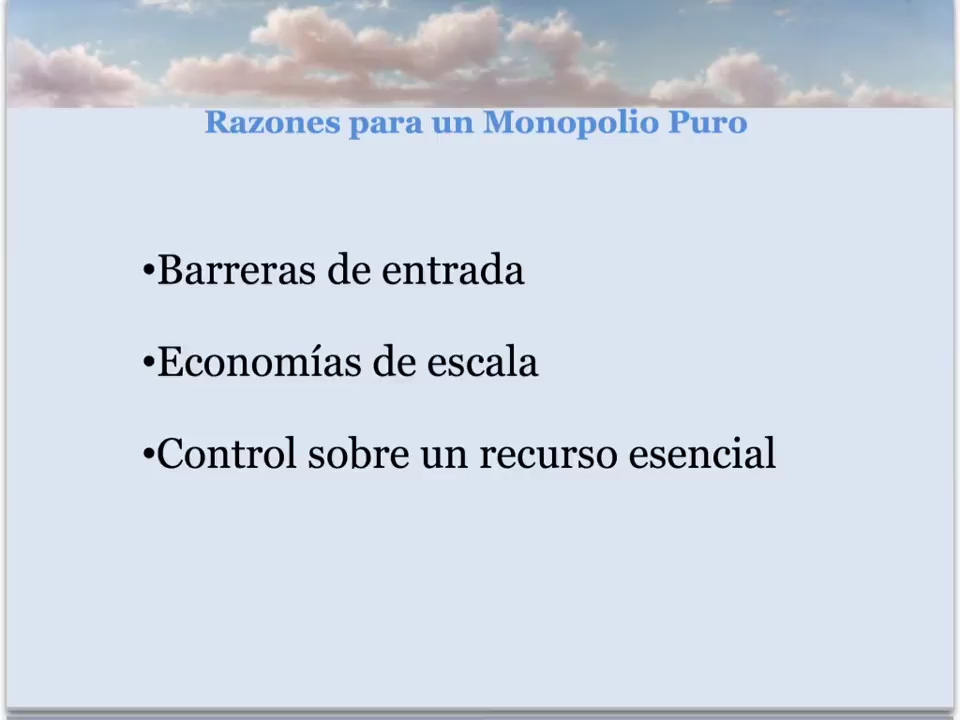 Razones para un Monopolio Puro
•Barreras de entrada
•Economías de escala
•Control sobre un recurso esencial